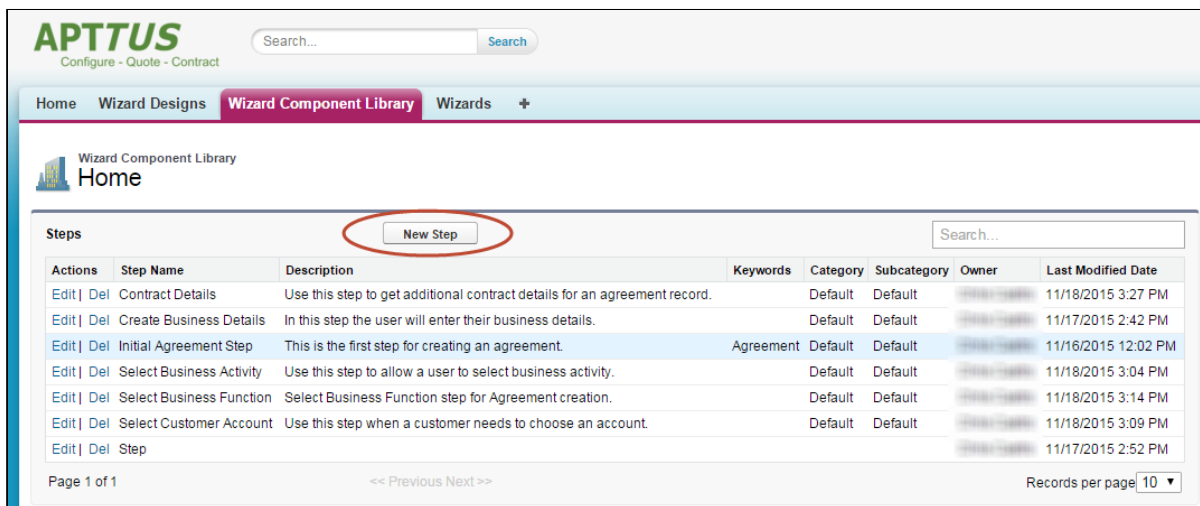 APTTUS
Configure - Quote - Contract
Search...
Search
Home Wizard Designs Wizard Component Library Wizards +
Wizard Component Library
Home
Steps New Step Search...
Actions Step Name Description Keywords Category Subcategory Owner Last Modified Date
Edit | Del Contract Details Use this step to get additional contract details for an agreement record. Default Default 11/18/2015 3:27 PM
Edit | Del Create Business Details In this step the user will enter their business details. Default Default 11/17/2015 2:42 PM
Edit | Del Initial Agreement Step This is the first step for creating an agreement. Agreement Default Default 11/16/2015 12:02 PM
Edit | Del Select Business Activity Use this step to allow a user to select business activity. Default Default 11/18/2015 3:04 PM
Edit | Del Select Business Function Select Business Function step for Agreement creation. Default Default 11/18/2015 3:14 PM
Edit | Del Select Customer Account Use this step when a customer needs to choose an account. Default Default 11/18/2015 3:09 PM
Edit | Del Step 11/17/2015 2:52 PM
Page 1 of 1 << Previous Next >> Records per page 10